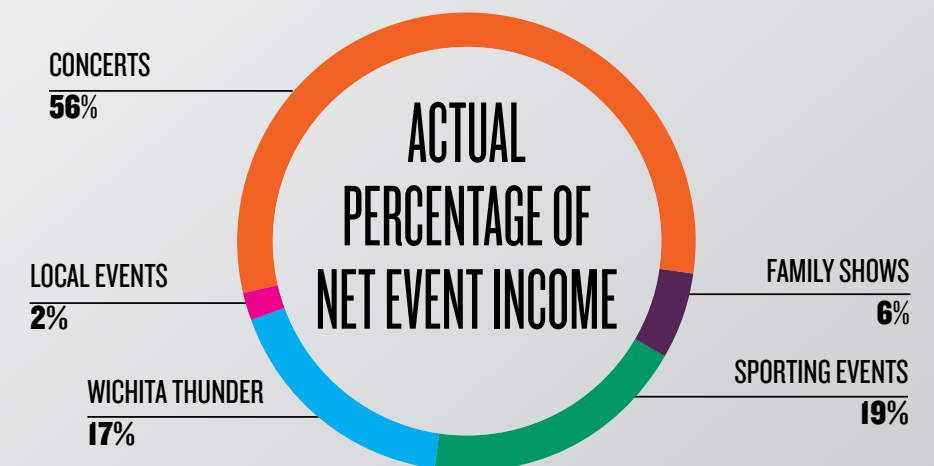 CONCERTS
56%
ACTUAL
PERCENTAGE OF
NET EVENT INCOME
LOCAL EVENTS
2%
WICHITA THUNDER
17%
FAMILY SHOWS
6%
SPORTING EVENTS
19%